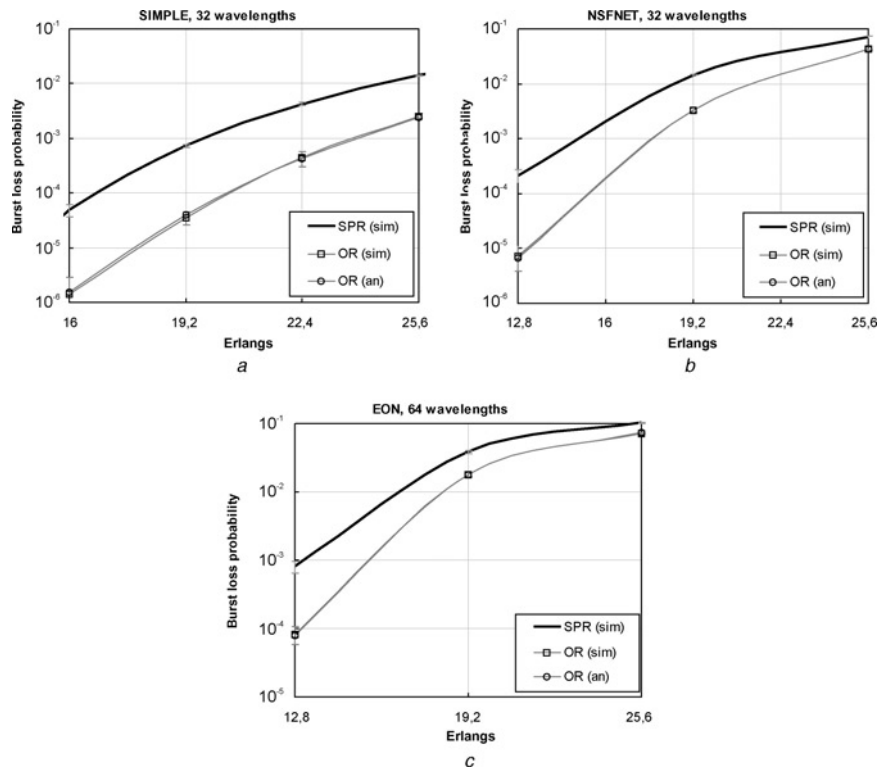 SIMPLE, 32 wavelengths
Burst loss probability
10-1
10-2
10-3
10-4
10-5
10-6
SPR (sim)
OR (sim)
OR (an)
16 19,2 22,4 25,6
Erlangs
a
NSFNET, 32 wavelengths
Burst loss probability
10-1
10-2
10-3
10-4
10-5
10-6
SPR (sim)
OR (sim)
OR (an)
12,8 16 19,2 22,4 25,6
Erlangs
b
EON, 64 wavelengths
Burst loss probability
10-1
10-2
10-3
10-4
10-5
SPR (sim)
OR (sim)
OR (an)
12,8 19,2 25,6
Erlangs
c